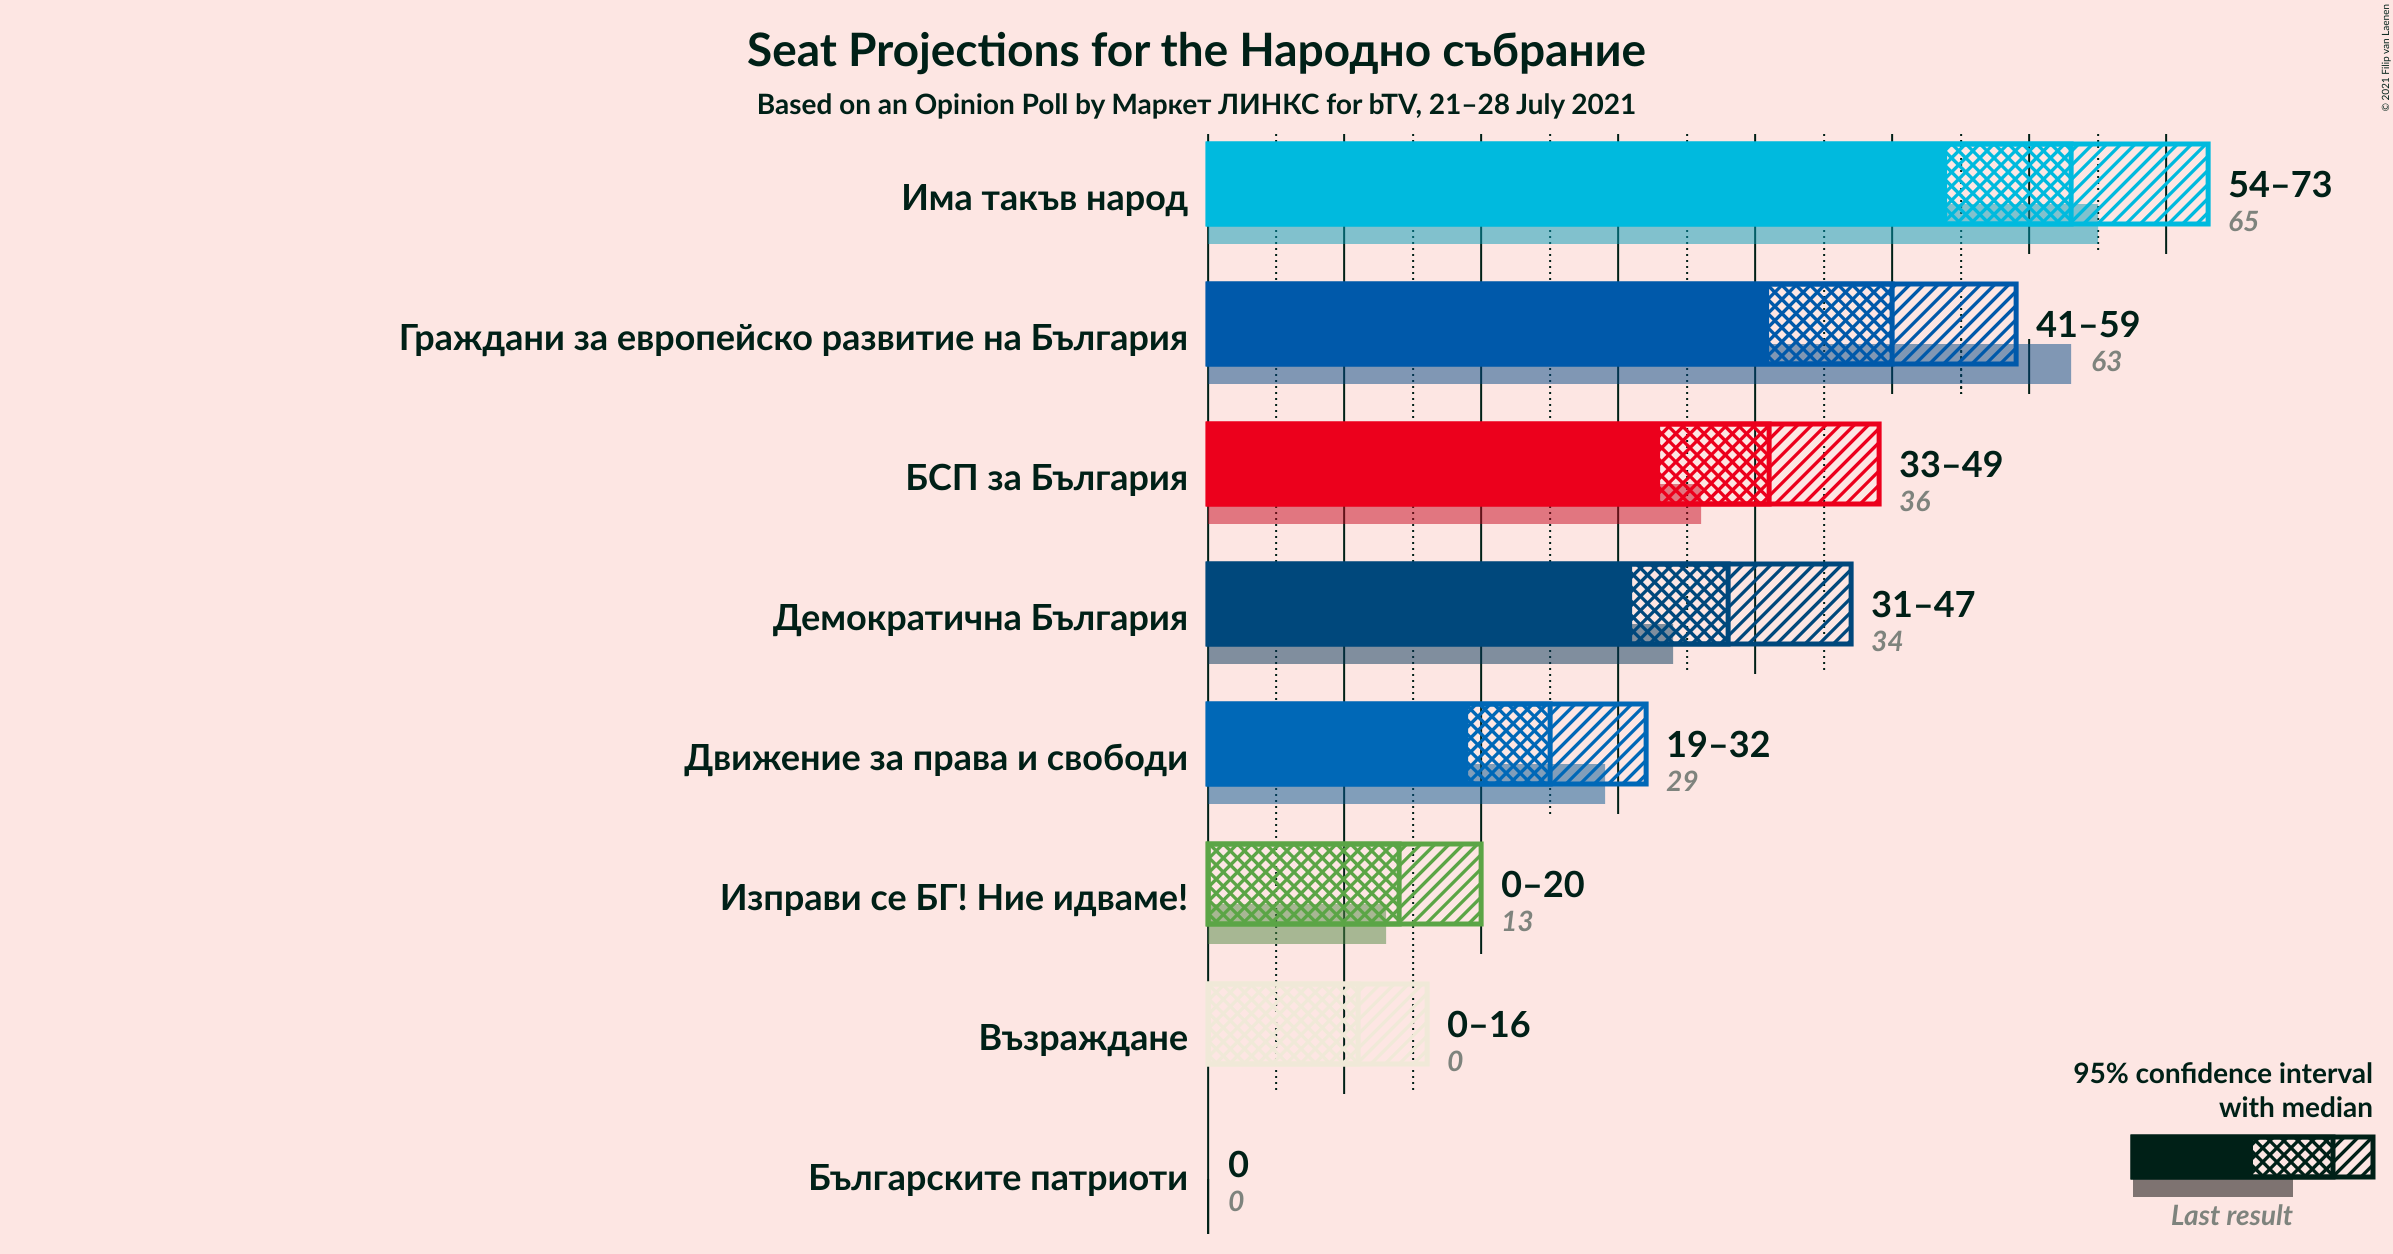 Seat Projections for the Народно събрание
Based on an Opinion Poll by Маркет ЛИНКС for bTV, 21–28 July 2021
© 2021 Filip van Laenen
Има такъв народ
54–73
65
Граждани за европейско развитие на България
41–59
63
БСП за България
33–49
36
Демократична България
31–47
34
Движение за права и свободи
19–32
29
Изправи се БГ! Ние идваме!
0–20
13
Възраждане
0–16
0
Българските патриоти
0
0
95% confidence interval
with median
Last result